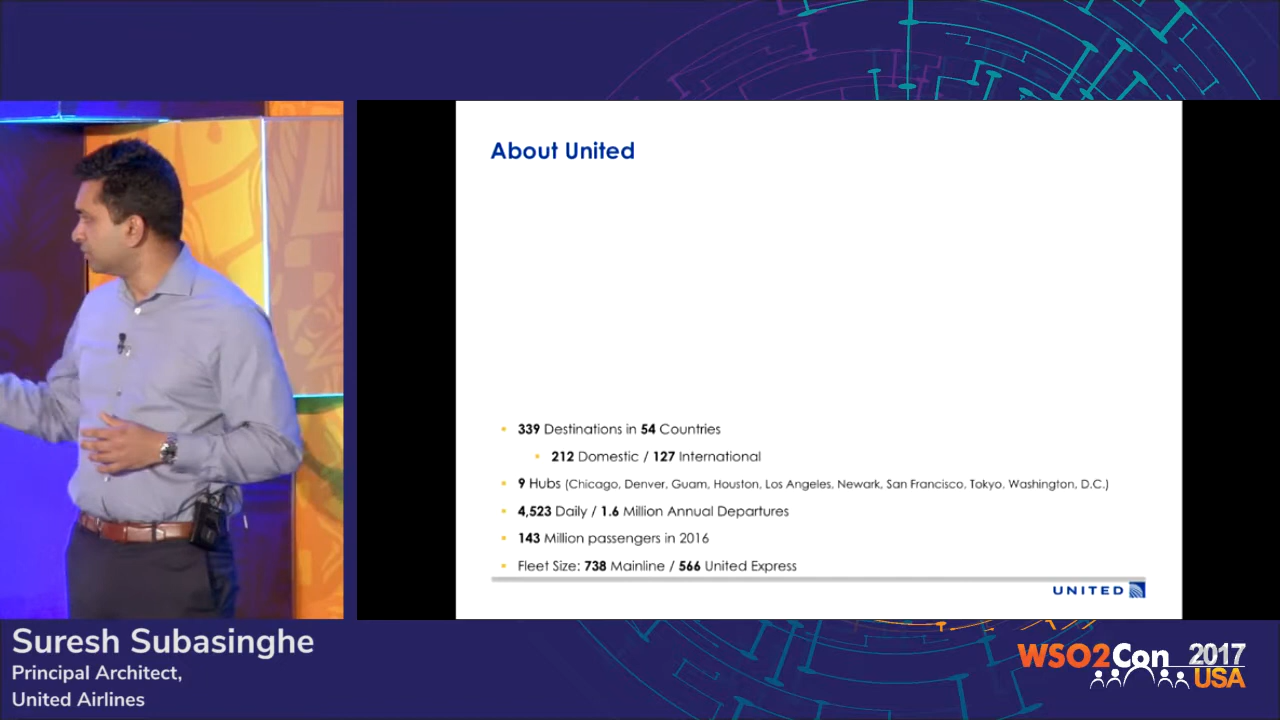 About United
339 Destinations in 54 Countries
212 Domestic / 127 International
9 Hubs (Chicago, Denver, Guam, Houston, Los Angeles, Newark, San Francisco, Tokyo, Washington, D.C.)
4,523 Daily / 1.6 Million Annual Departures
143 Million passengers in 2016
Fleet Size: 738 Mainline / 566 United Express
UNITED
Suresh Subasinghe
Principal Architect,
United Airlines
WSO2Con 2017
USA